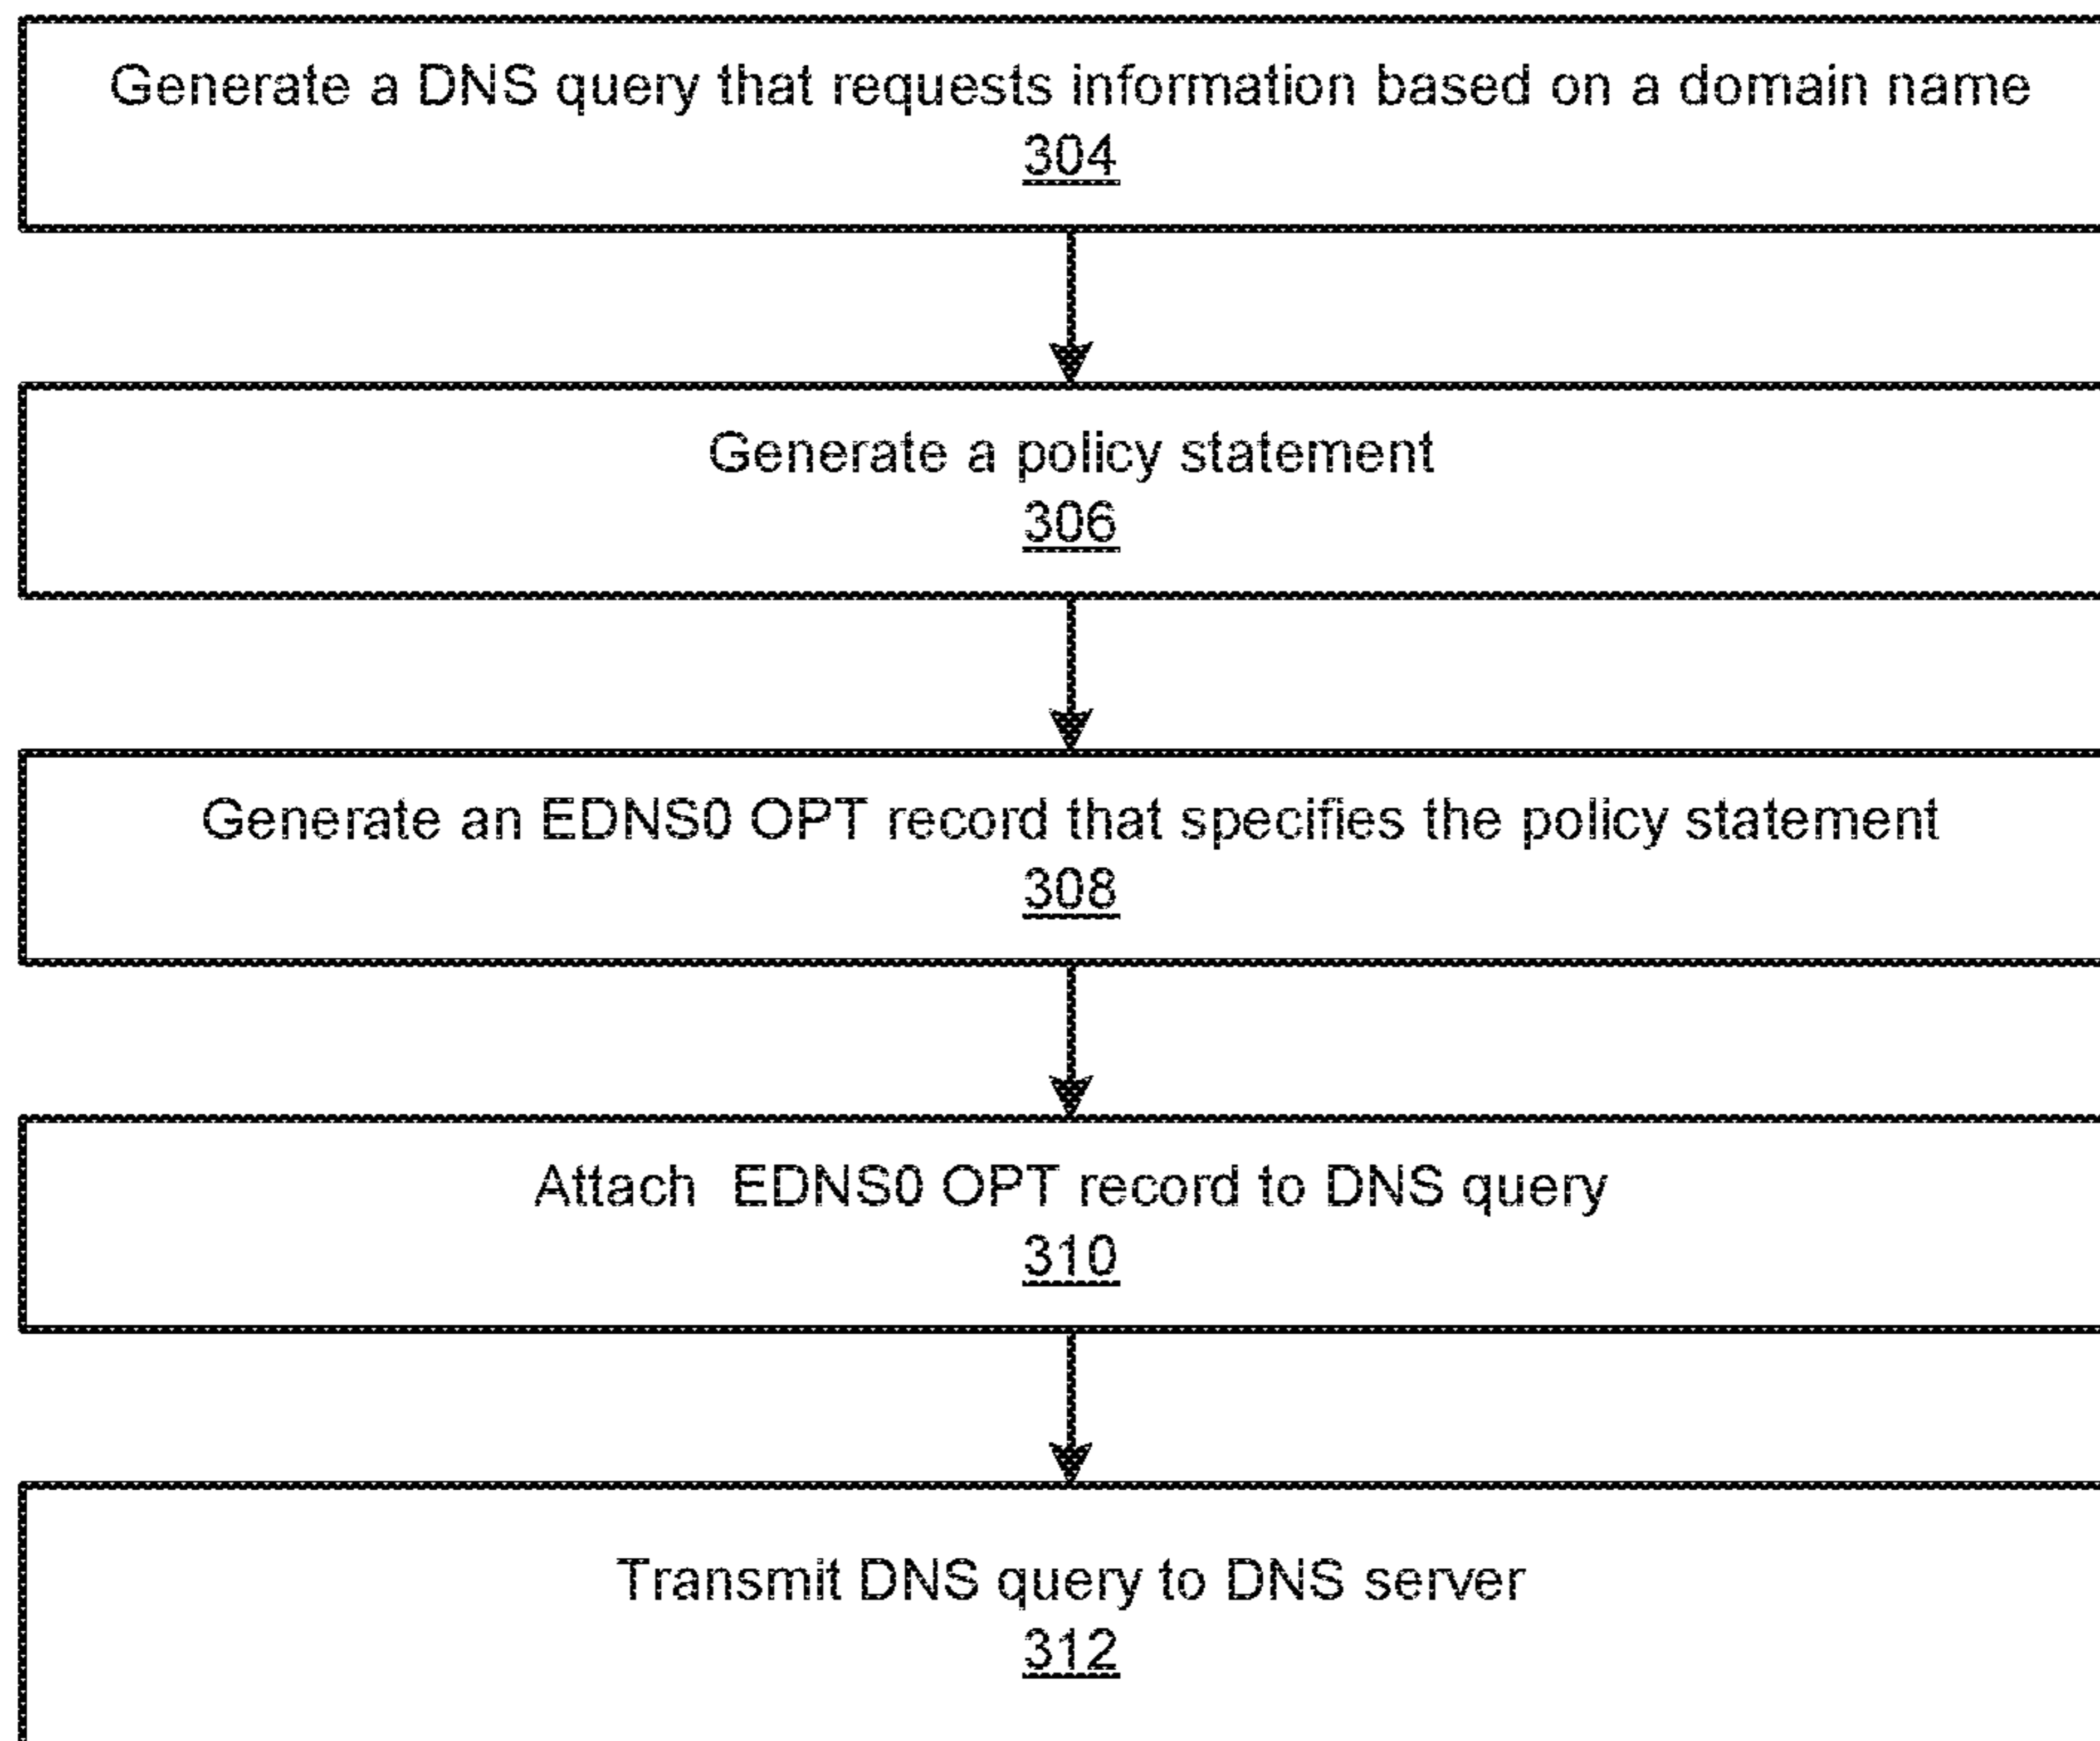 Generate a DNS query that requests information based on a domain name
304
Generate a policy statement
306
Generate an EDNS0 OPT record that specifies the policy statement
308
Attach EDNS0 OPT record to DNS query
310
Transmit DNS query to DNS server
312